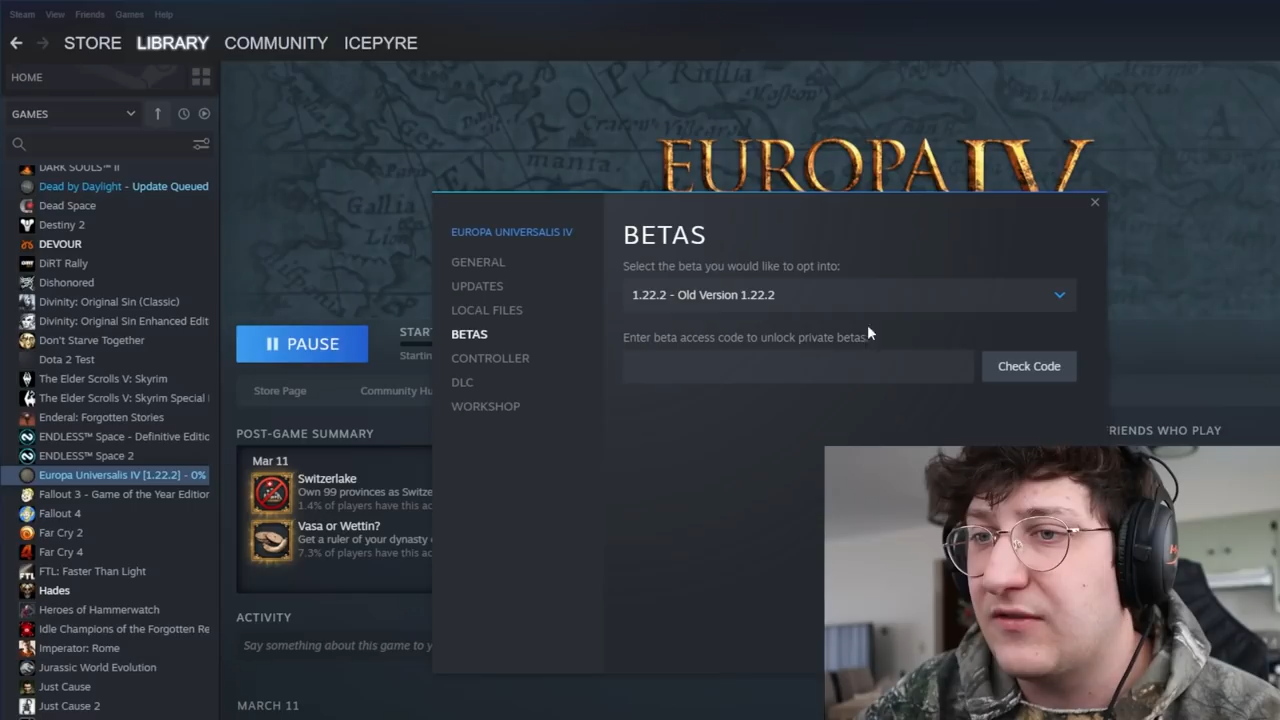 Steam View Friends Games Help
STORE LIBRARY COMMUNITY ICEPYRE
HOME
GAMES
DARK SOULS™ II
Dead by Daylight - Update Queued
Dead Space
Destiny 2
DEVOUR
DiRT Rally
Dishonored
Divinity: Original Sin (Classic)
Divinity: Original Sin Enhanced Edit
Don't Starve Together
Dota 2 Test
The Elder Scrolls V: Skyrim
The Elder Scrolls V: Skyrim Special
Enderal: Forgotten Stories
ENDLESS™ Space - Definitive Editic
ENDLESS™ Space 2
Europa Universalis IV [1.22.2] - 0%
Fallout 3 - Game of the Year Edition
Fallout 4
Far Cry 2
Far Cry 4
FTL: Faster Than Light
Hades
Heroes of Hammerwatch
Idle Champions of the Forgotten Re
Imperator: Rome
Jurassic World Evolution
Just Cause
Just Cause 2
Rullia
mania.
Gallia
EUROPA IV
PAUSE
START
Startin
Store Page Community Hu
POST-GAME SUMMARY
Mar 11
Switzerlake
Own 99 provinces as Switze
1.4% of players have this ac
Vasa or Wettin?
Get a ruler of your dynasty
7.3% of players have this ac
ACTIVITY
Say something about this game to y
MARCH 11
EUROPA UNIVERSALIS IV
GENERAL
UPDATES
LOCAL FILES
BETAS
CONTROLLER
DLC
WORKSHOP
BETAS
Select the beta you would like to opt into:
1.22.2 - Old Version 1.22.2
Enter beta access code to unlock private betas:
Check Code
RIENDS WHO PLAY